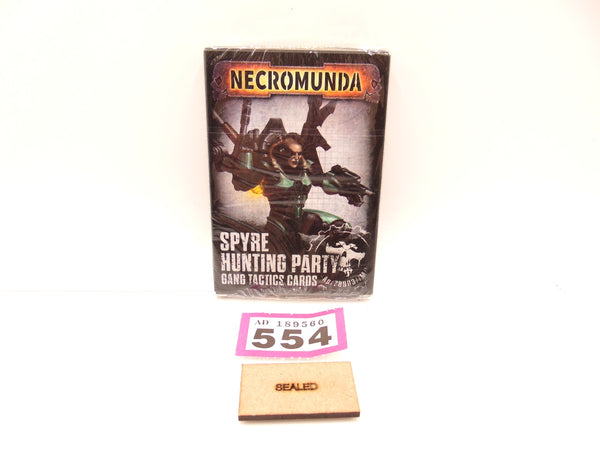 NECROMUNDA
SPYRE
HUNTING PARTY
GANG TACTICS CARDS
AD 189560
554
SEALED